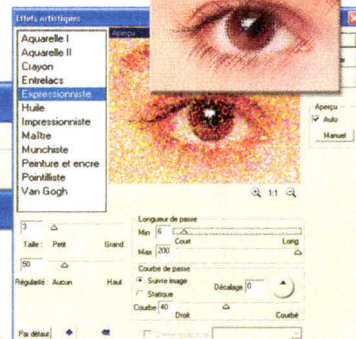 Effets artistiques
Aperçu
Aquarelle I
Aquarelle II
Crayon
Entrelacs
Expressionniste
Huile
Impressionniste
Maître
Munchiste
Peinture et encre
Pointilliste
Van Gogh
Aperçu
Auto
Manuel
1:1
3
Taille : Petit Grand
50
Régularité : Aucun Haut
Longueur de passe
Min 6
Court Long
Max 200
Courbe de passe
Suivre image
Statique
Décalage 0
Courbe 40
Droit Courbé
Par défaut